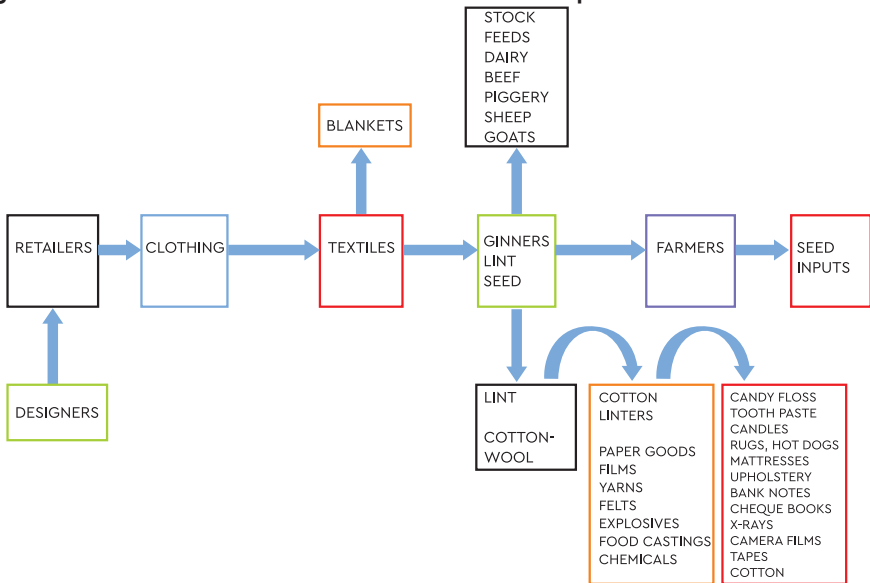 STOCK
FEEDS
DAIRY
BEEF
PIGGERY
SHEEP
GOATS
BLANKETS
RETAILERS
CLOTHING
TEXTILES
GINNERS
LINT
SEED
FARMERS
SEED
INPUTS
DESIGNERS
LINT
COTTON-
WOOL
COTTON
LINTERS
PAPER GOODS
FILMS
YARNS
FELTS
EXPLOSIVES
FOOD CASTINGS
CHEMICALS
CANDY FLOSS
TOOTH PASTE
CANDLES
RUGS, HOT DOGS
MATTRESSES
UPHOLSTERY
BANK NOTES
CHEQUE BOOKS
X-RAYS
CAMERA FILMS
TAPES
COTTON